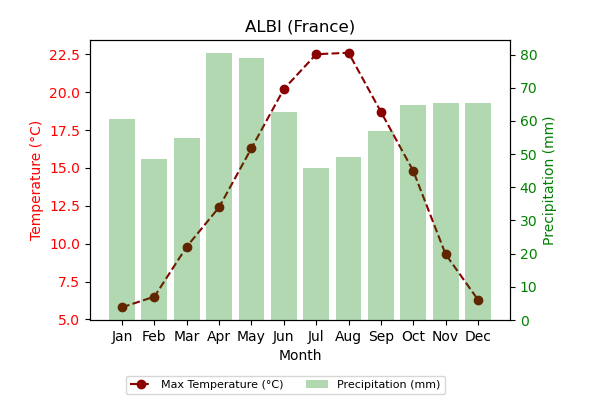 ALBI (France)
22.5
20.0
17.5
15.0
12.5
10.0
7.5
5.0
Temperature (°C)
80
70
60
50
40
30
20
10
0
Precipitation (mm)
Jan Feb Mar Apr May Jun Jul Aug Sep Oct Nov Dec
Month
Max Temperature (°C) Precipitation (mm)